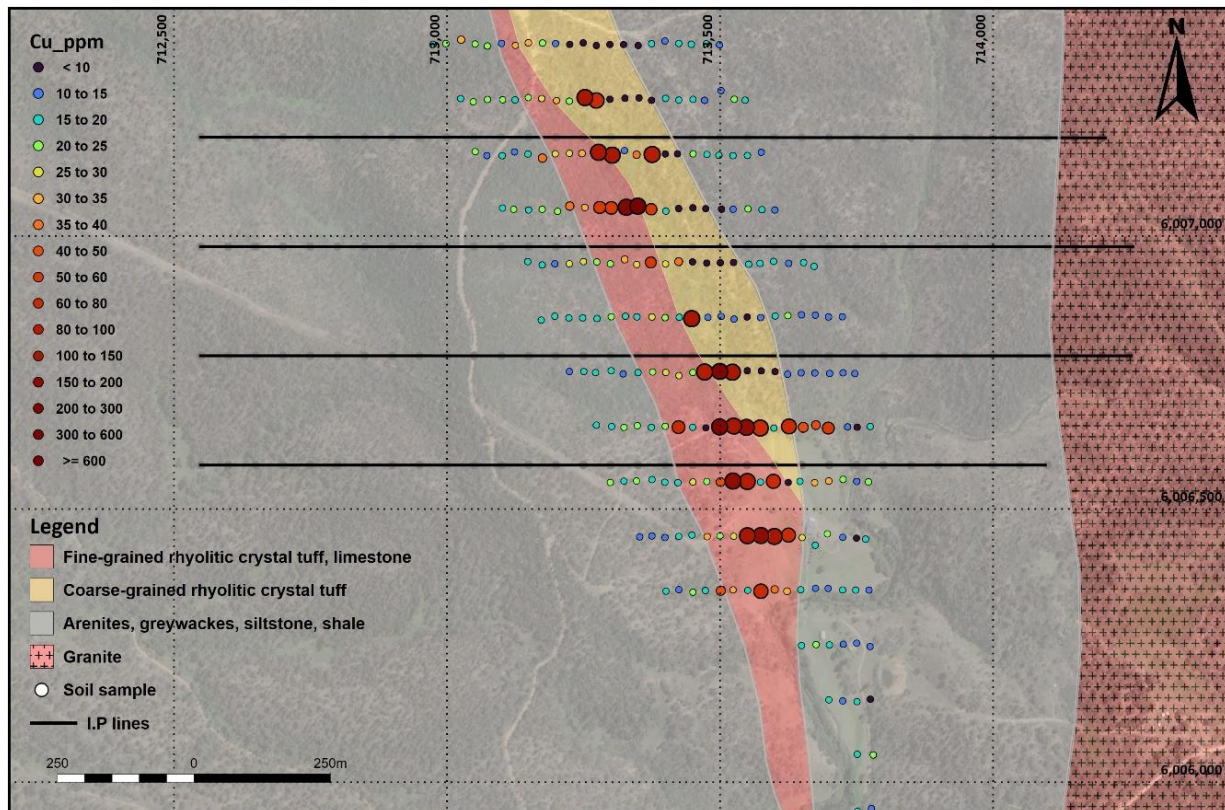 Cu_ppm
< 10
10 to 15
15 to 20
20 to 25
25 to 30
30 to 35
35 to 40
40 to 50
50 to 60
60 to 80
80 to 100
100 to 150
150 to 200
200 to 300
300 to 600
>= 600
712,500
713,000
713,500
714,000
N
6,007,000
6,006,500
6,006,000
Legend
Fine-grained rhyolitic crystal tuff, limestone
Coarse-grained rhyolitic crystal tuff
Arenites, greywackes, siltstone, shale
Granite
Soil sample
I.P lines
250 0 250m